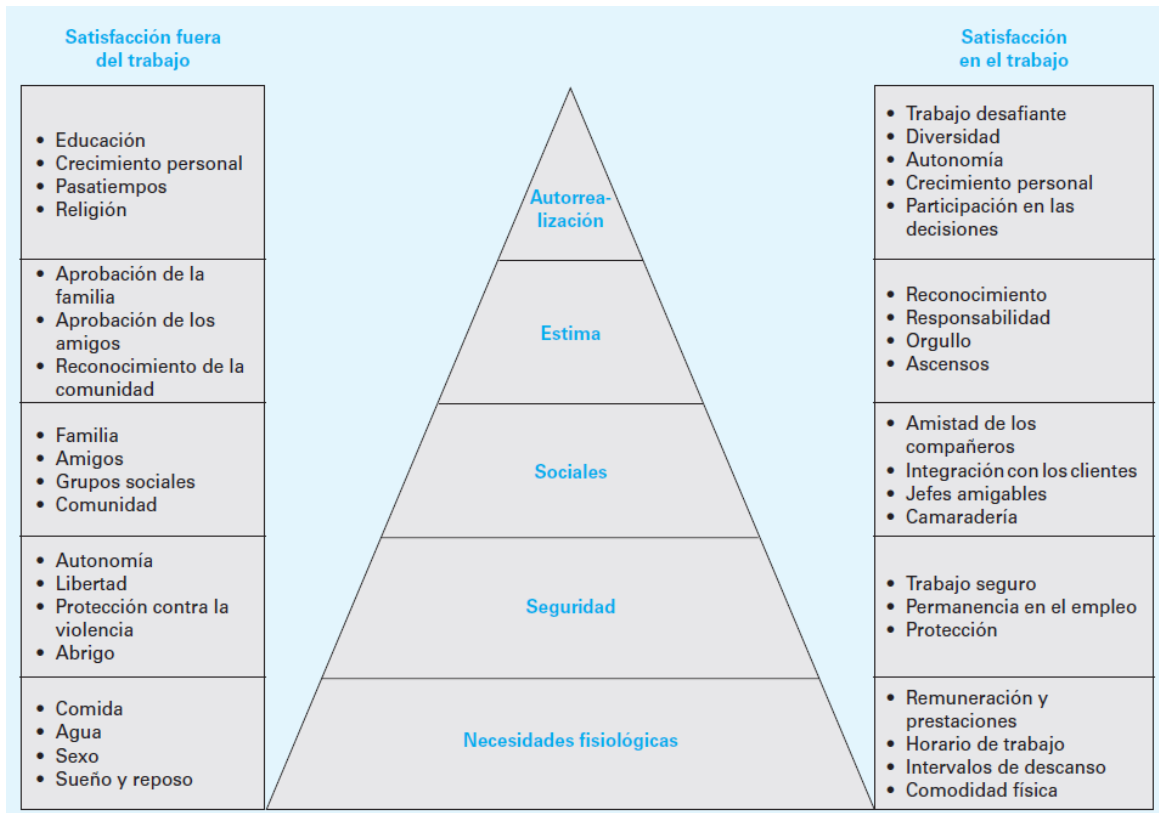 Satisfacción fuera
del trabajo
• Educación
• Crecimiento personal
• Pasatiempos
• Religión
• Aprobación de la
familia
• Aprobación de los
amigos
• Reconocimiento de la
comunidad
• Familia
• Amigos
• Grupos sociales
• Comunidad
• Autonomía
• Libertad
• Protección contra la
violencia
• Abrigo
• Comida
• Agua
• Sexo
• Sueño y reposo
Autorrea-
lización
Estima
Sociales
Seguridad
Necesidades fisiológicas
Satisfacción
en el trabajo
• Trabajo desafiante
• Diversidad
• Autonomía
• Crecimiento personal
• Participación en las
decisiones
• Reconocimiento
• Responsabilidad
• Orgullo
• Ascensos
• Amistad de los
compañeros
• Integración con los clientes
• Jefes amigables
• Camaradería
• Trabajo seguro
• Permanencia en el empleo
• Protección
• Remuneración y
prestaciones
• Horario de trabajo
• Intervalos de descanso
• Comodidad física